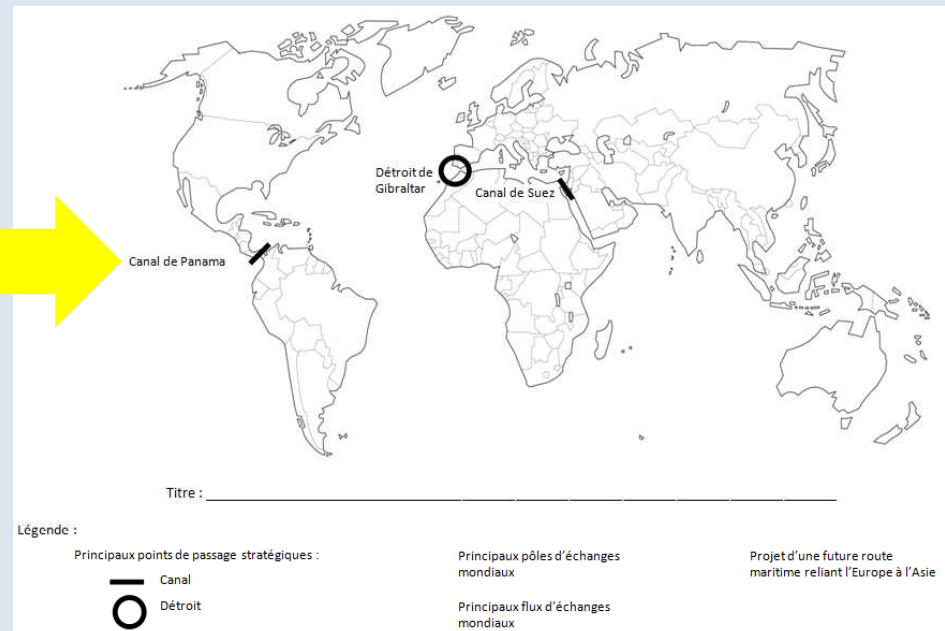 Détroit de
Gibraltar
Canal de Suez
Canal de Panama
Titre :
Légende :
Principaux points de passage stratégiques :
Canal
Détroit
Principaux pôles d'échanges
mondiaux
Principaux flux d'échanges
mondiaux
Projet d'une future route
maritime reliant l'Europe à l'Asie